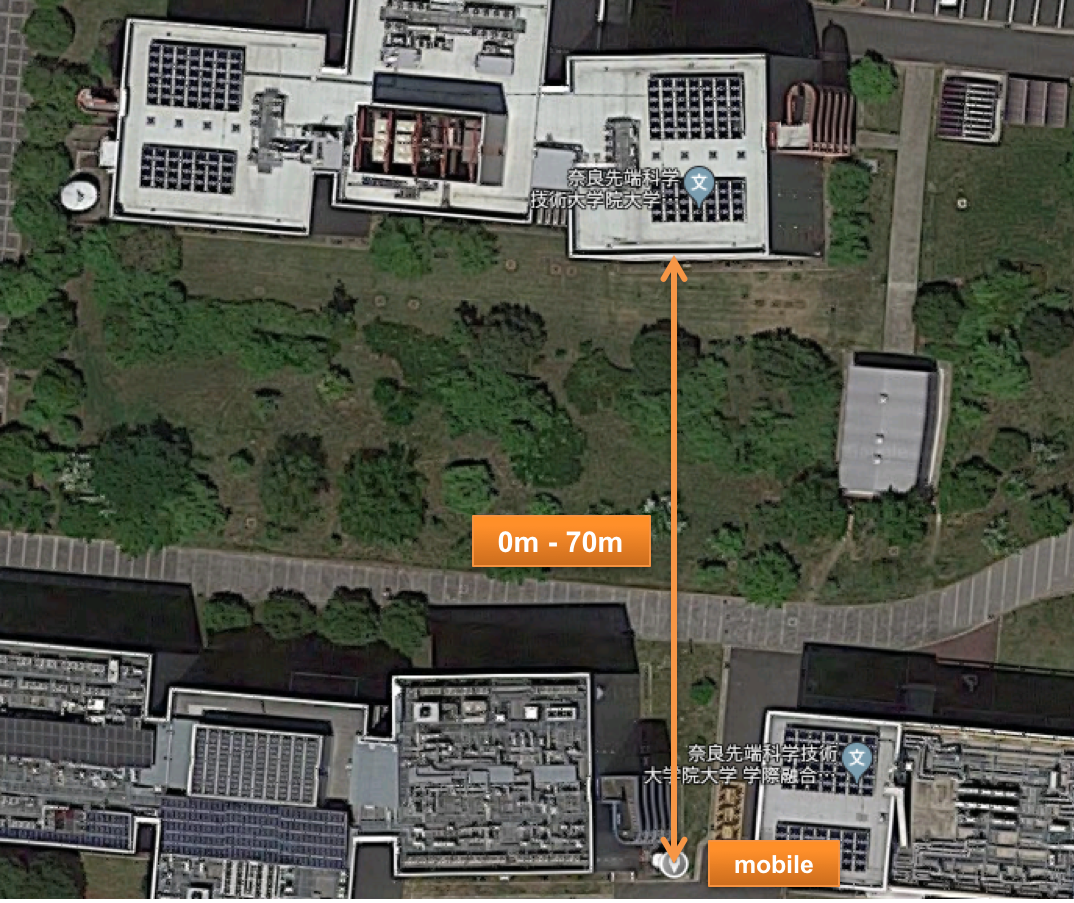 奈良先端科学
技術大学院大学…
文
0m - 70m
奈良先端科学技術
大学院大学 学際融合…
文
mobile